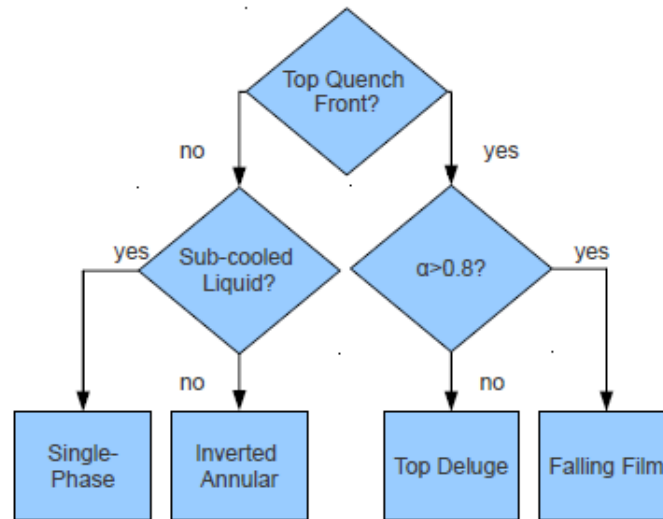 Top Quench
Front?
no
yes
yes
Sub-cooled
Liquid?
α>0.8?
yes
no
no
Single-
Phase
Inverted
Annular
Top Deluge
Falling Film